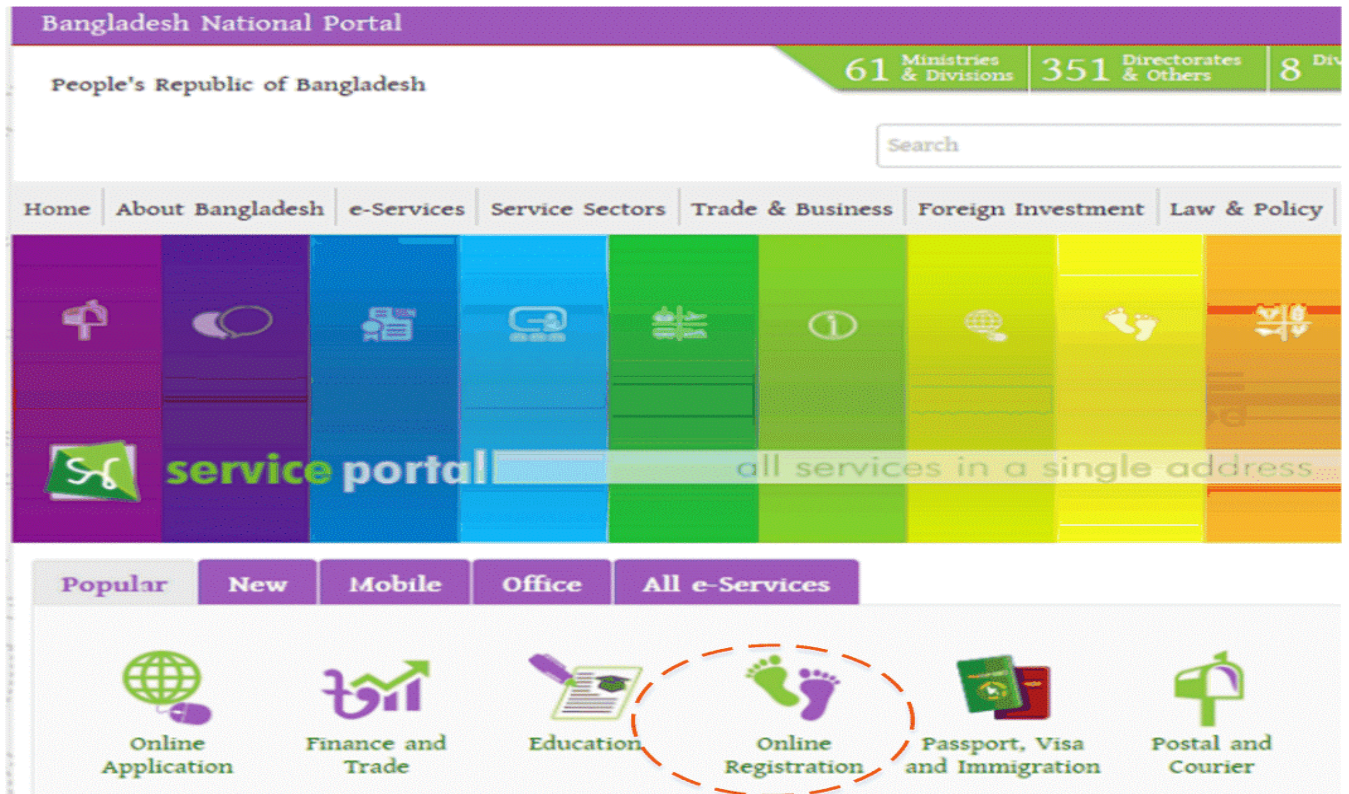 Bangladesh National Portal
People's Republic of Bangladesh
61 Ministries & Divisions 351 Directorates & Others 8
Search
Home About Bangladesh e-Services Service Sectors Trade & Business Foreign Investment Law & Policy
service portal all services in a single address
Popular New Mobile Office All e-Services
Online Application
Finance and Trade
Education
Online Registration
Passport, Visa and Immigration
Postal and Courier